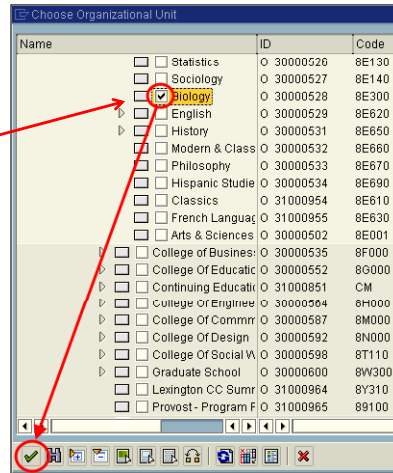 Choose Organizational Unit
Name ID Code
Statistics O 30000526 8E130
Sociology O 30000527 8E140
Biology O 30000528 8E300
English O 30000529 8E620
History O 30000531 8E650
Modern & Class O 30000532 8E660
Philosophy O 30000533 8E670
Hispanic Studie O 30000534 8E690
Classics O 31000954 8E610
French Languag O 31000955 8E630
Arts & Sciences O 30000502 8E001
College of Busines: O 30000535 8F000
College Of Educatic O 30000552 8G000
Continuing Educatic O 31000851 CM
College Of Enginee O 30000564 8H000
College Of Commm O 30000587 8M000
College Of Design O 30000592 8N000
College Of Social W O 30000598 8T110
Graduate School O 30000600 8W300
Lexington CC Sumr O 31000964 8Y310
Provost - Program F O 31000965 89100